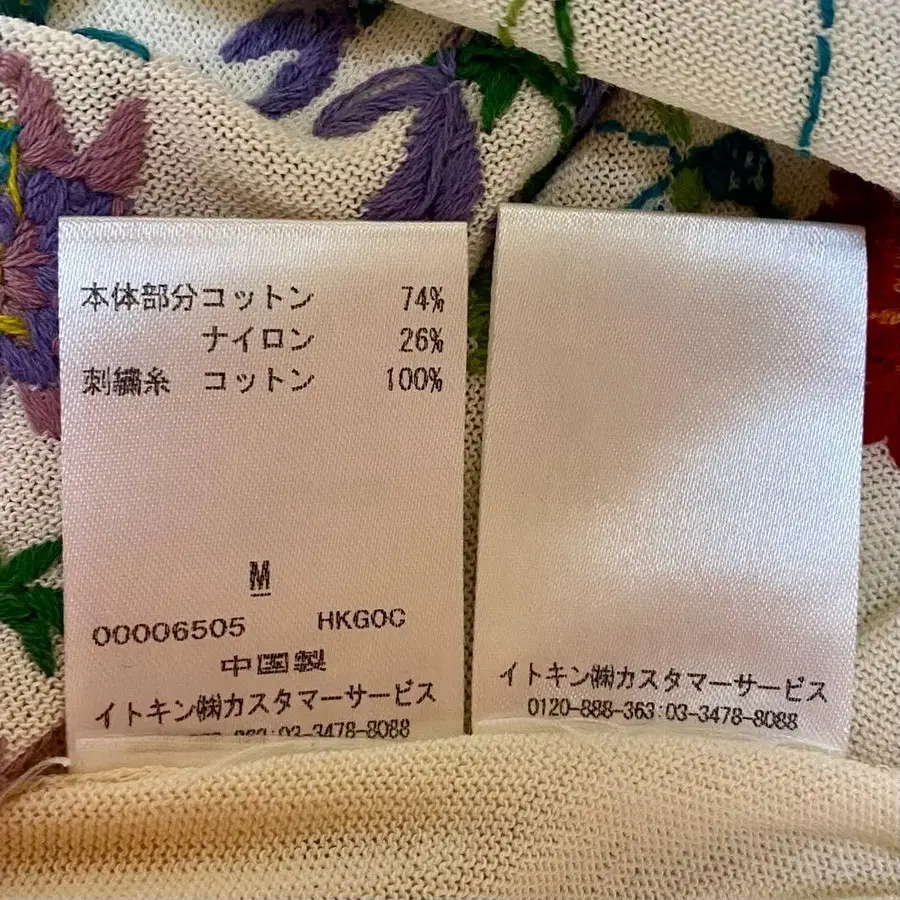 本体部分コットン 74%
ナイロン 26%
刺繍糸 コットン 100%
M
00006505 HKGOC
中国製
イトキン㈱カスタマーサービス
:03-3478-8088
イトキン㈱カスタマーサービス
0120-888-363:03-3478-8088